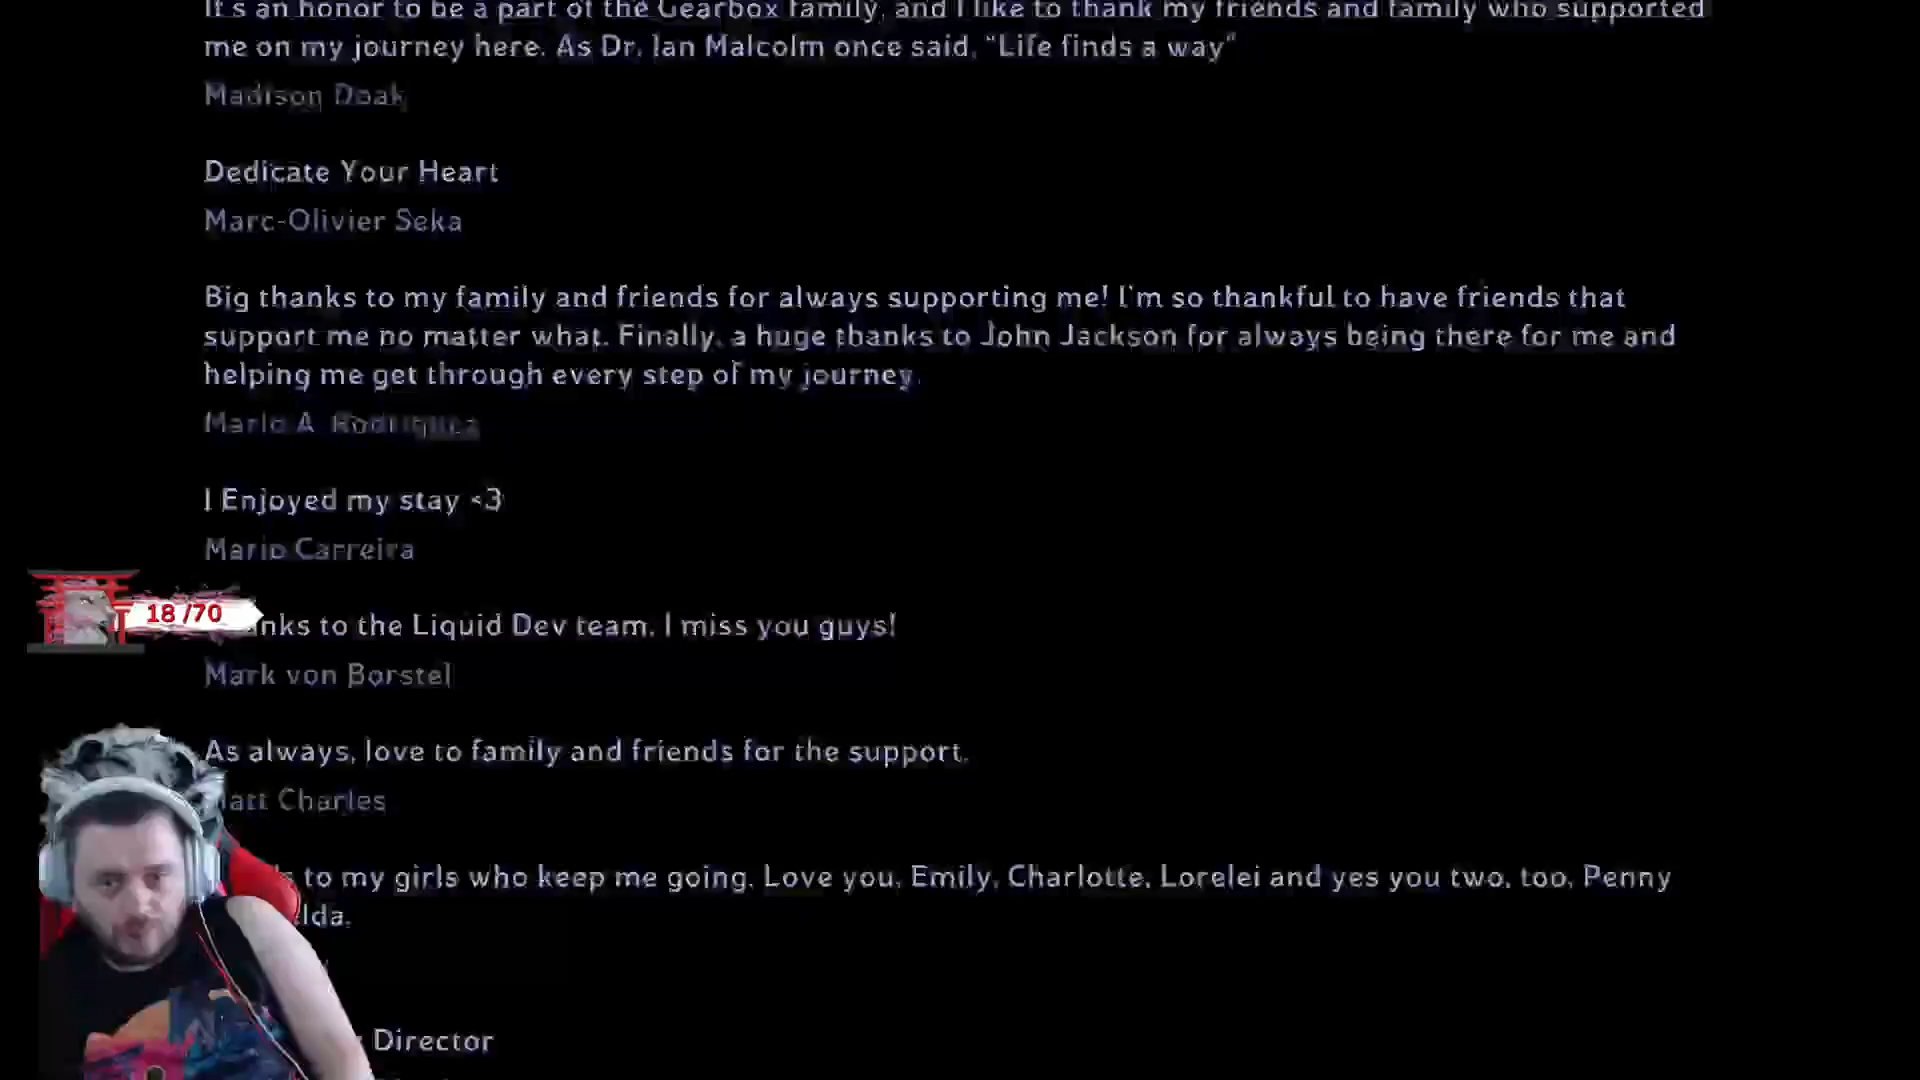 It's an honor to be a part of the Gearbox family, and I like to thank my friends and family who supported
me on my journey here. As Dr. Ian Malcolm once said, "Life finds a way"
Madison Doak
Dedicate Your Heart
Marc-Olivier Seka
Big thanks to my family and friends for always supporting me! I'm so thankful to have friends that
support me no matter what. Finally, a huge thanks to John Jackson for always being there for me and
helping me get through every step of my journey.
Mario A. Rodriguez
I Enjoyed my stay <3
Mario Carreira
18 /70
nks to the Liquid Dev team. I miss you guys!
Mark von Borstel
As always, love to family and friends for the support.
att Charles
to my girls who keep me going. Love you, Emily, Charlotte, Lorelei and yes you two, too, Penny
lda.
Director